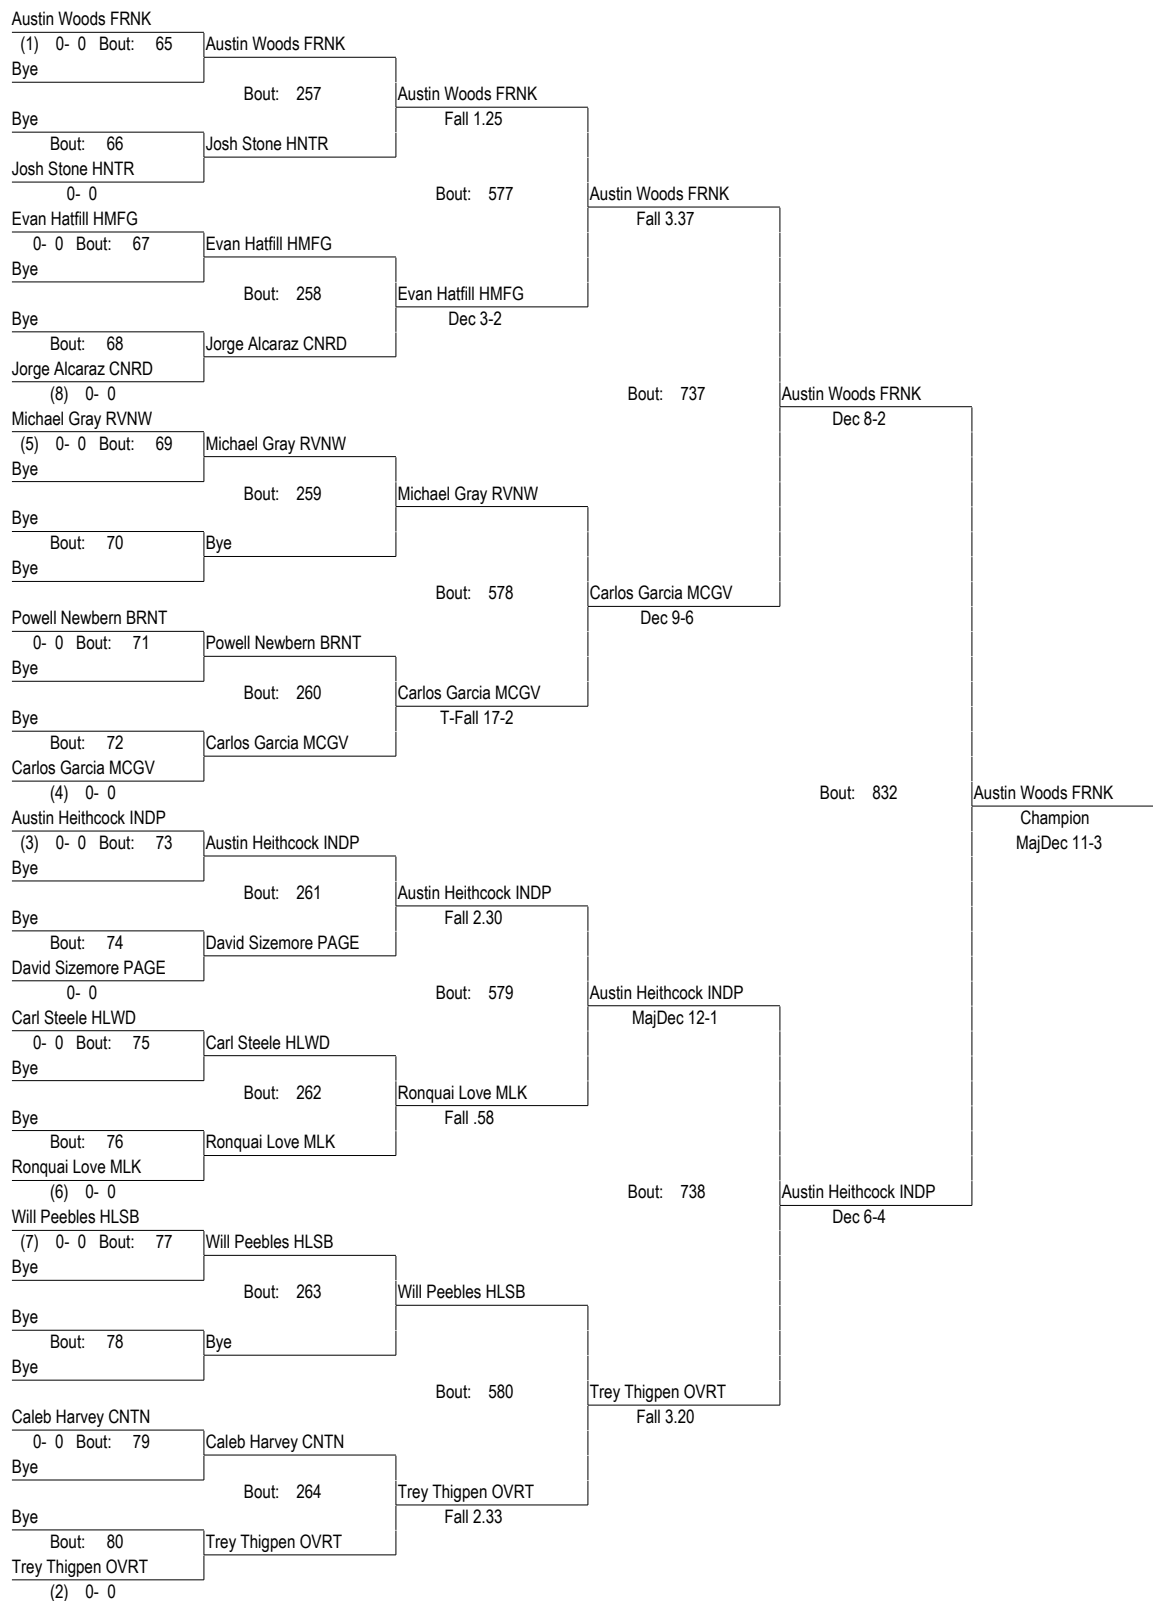 Austin Woods FRNK
(1) 0- 0 Bout: 65 Austin Woods FRNK
Bye
Bout: 257 Austin Woods FRNK
Bye Fall 1.25
Bout: 66 Josh Stone HNTR
Josh Stone HNTR
0- 0 Bout: 577 Austin Woods FRNK
Evan Hatfill HMFG Fall 3.37
0- 0 Bout: 67 Evan Hatfill HMFG
Bye
Bout: 258 Evan Hatfill HMFG
Bye Dec 3-2
Bout: 68 Jorge Alcaraz CNRD
Jorge Alcaraz CNRD
(8) 0- 0 Bout: 737 Austin Woods FRNK
Michael Gray RVNW Dec 8-2
(5) 0- 0 Bout: 69 Michael Gray RVNW
Bye
Bout: 259 Michael Gray RVNW
Bye
Bout: 70 Bye
Bye
Bout: 578 Carlos Garcia MCGV
Powell Newbern BRNT Dec 9-6
0- 0 Bout: 71 Powell Newbern BRNT
Bye
Bout: 260 Carlos Garcia MCGV
Bye T-Fall 17-2
Bout: 72 Carlos Garcia MCGV
Carlos Garcia MCGV
(4) 0- 0 Bout: 832 Austin Woods FRNK
Austin Heithcock INDP Champion
(3) 0- 0 Bout: 73 Austin Heithcock INDP MajDec 11-3
Bye
Bout: 261 Austin Heithcock INDP
Bye Fall 2.30
Bout: 74 David Sizemore PAGE
David Sizemore PAGE
0- 0 Bout: 579 Austin Heithcock INDP
Carl Steele HLWD MajDec 12-1
0- 0 Bout: 75 Carl Steele HLWD
Bye
Bout: 262 Ronquai Love MLK
Bye Fall .58
Bout: 76 Ronquai Love MLK
Ronquai Love MLK
(6) 0- 0 Bout: 738 Austin Heithcock INDP
Will Peebles HLSB Dec 6-4
(7) 0- 0 Bout: 77 Will Peebles HLSB
Bye
Bout: 263 Will Peebles HLSB
Bye
Bout: 78 Bye
Bye
Bout: 580 Trey Thigpen OVRT
Caleb Harvey CNTN Fall 3.20
0- 0 Bout: 79 Caleb Harvey CNTN
Bye
Bout: 264 Trey Thigpen OVRT
Bye Fall 2.33
Bout: 80 Trey Thigpen OVRT
Trey Thigpen OVRT
(2) 0- 0